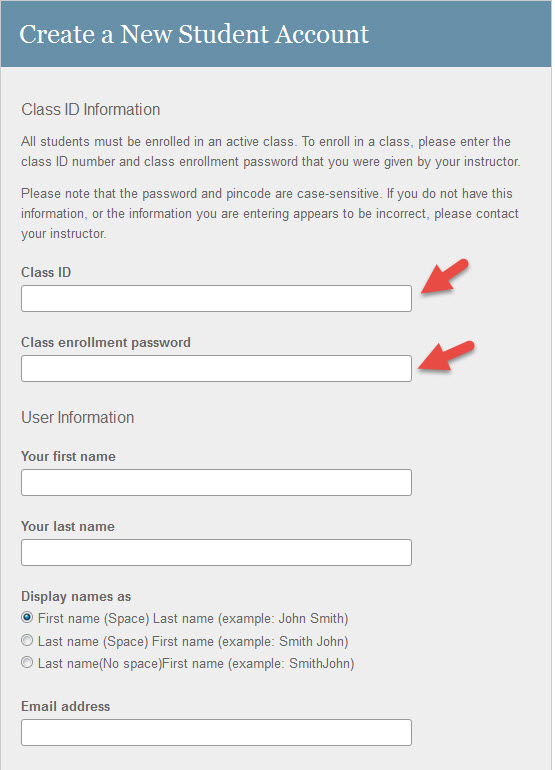 Create a New Student Account
Class ID Information
All students must be enrolled in an active class. To enroll in a class, please enter the
class ID number and class enrollment password that you were given by your instructor.
Please note that the password and pincode are case-sensitive. If you do not have this
information, or the information you are entering appears to be incorrect, please contact
your instructor.
Class ID
Class enrollment password
User Information
Your first name
Your last name
Display names as
First name (Space) Last name (example: John Smith)
Last name (Space) First name (example: Smith John)
Last name(No space)First name (example: SmithJohn)
Email address